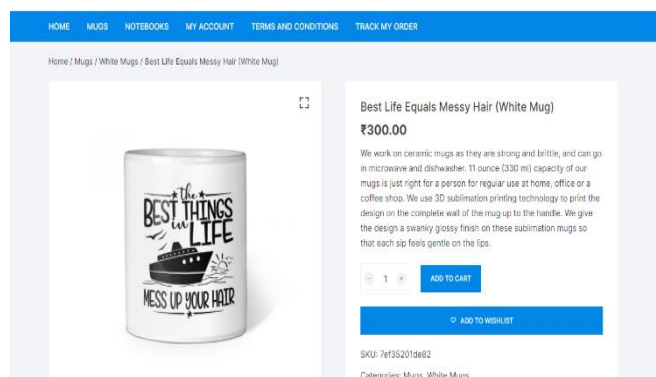 HOME MUGS NOTEBOOKS MY ACCOUNT TERMS AND CONDITIONS TRACK MY ORDER
Home / Mugs / White Mugs / Best Life Equals Messy Hair (White Mug)
the
BEST THINGS
in LIFE
MESS UP YOUR HAIR
Best Life Equals Messy Hair (White Mug)
₹300.00
We work on ceramic mugs as they are strong and brittle, and can go
in microwave and dishwasher. 11 ounce (330 ml) capacity of our
mugs is just right for a person for regular use at home, office or a
coffee shop. We use 3D sublimation printing technology to print the
design on the complete wall of the mug up to the handle. We give
the design a swanky glossy finish on these sublimation mugs so
that each sip feels gentle on the lips.
- 1 + ADD TO CART
ADD TO WISHLIST
SKU: 7ef35201de82
Categories: Mugs, White Mugs